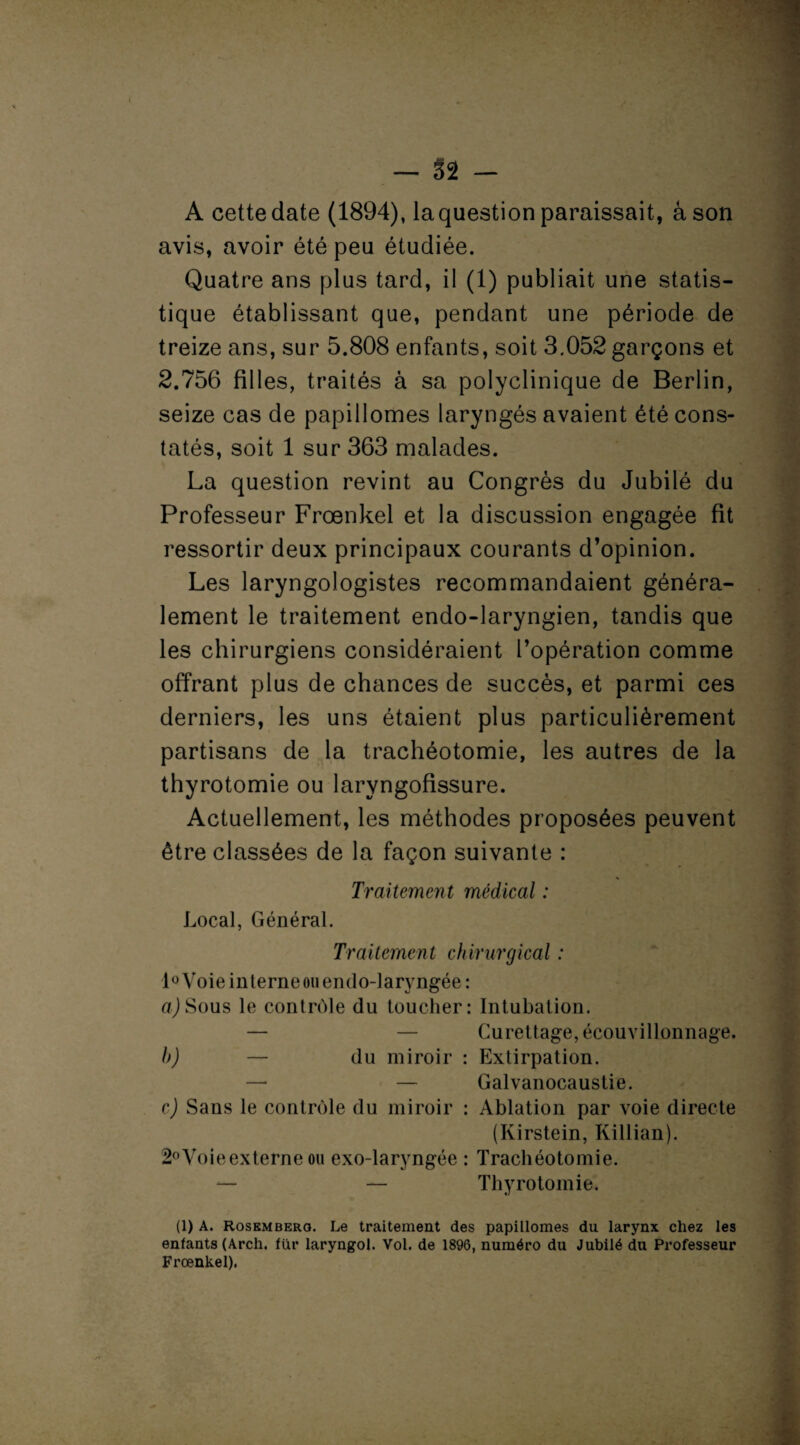 — 32 —
A cette date (1894), la question paraissait, à son
avis, avoir été peu étudiée.
Quatre ans plus tard, il (1) publiait une statis-
tique établissant que, pendant une période de
treize ans, sur 5.808 enfants, soit 3.052 garçons et
2.756 filles, traités à sa polyclinique de Berlin,
seize cas de papillomes laryngés avaient été cons-
tatés, soit 1 sur 363 malades.
La question revint au Congrès du Jubilé du
Professeur Frœnkel et la discussion engagée fit
ressortir deux principaux courants d'opinion.
Les laryngologistes recommandaient généra-
lement le traitement endo-laryngien, tandis que
les chirurgiens considéraient l'opération comme
offrant plus de chances de succès, et parmi ces
derniers, les uns étaient plus particulièrement
partisans de la trachéotomie, les autres de la
thyrotomie ou laryngofissure.
Actuellement, les méthodes proposées peuvent
être classées de la façon suivante :
Traitement médical :
Local, Général.
Traitement chirurgical :
1º Voie interne ou endo-laryngée :
a) Sous le contrôle du toucher : Intubation.
— — Curettage, écouvillonnage.
b) — du miroir : Extirpation.
— — Galvanocaustie.
c) Sans le contrôle du miroir : Ablation par voie directe
(Kirstein, Killian).
2º Voie externe ou exo-laryngée : Trachéotomie.
— — Thyrotomie.
(1) A. ROSEMBERG. Le traitement des papillomes du larynx chez les
enfants (Arch. für laryngol. Vol. de 1896, numéro du Jubilé du Professeur
Frœnkel).